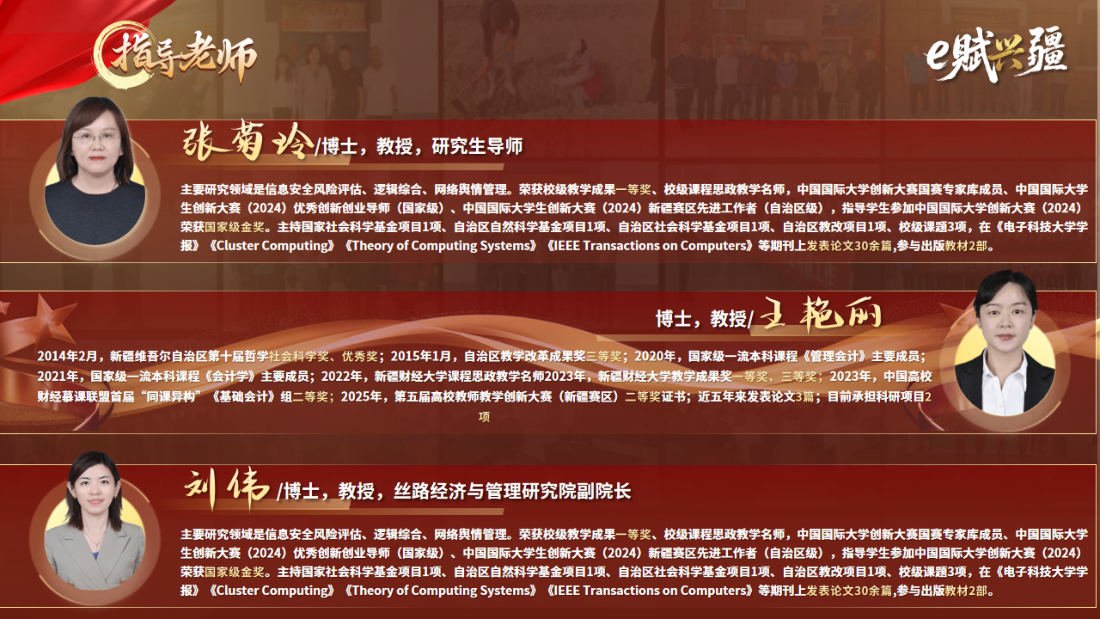 指导老师
e赋兴疆
张菊玲/博士，教授，研究生导师
主要研究领域是信息安全风险评估、逻辑综合、网络舆情管理。荣获校级教学成果一等奖、校级课程思政教学名师，中国国际大学创新大赛国赛专家库成员、中国国际大学
生创新大赛（2024）优秀创新创业导师（国家级）、中国国际大学生创新大赛（2024）新疆赛区先进工作者（自治区级），指导学生参加中国国际大学创新大赛（2024）
荣获国家级金奖。主持国家社会科学基金项目1项、自治区自然科学基金项目1项、自治区社会科学基金项目1项、自治区教改项目1项、校级课题3项，在《电子科技大学学
报》《Cluster Computing》《Theory of Computing Systems》《IEEE Transactions on Computers》等期刊上发表论文30余篇,参与出版教材2部。
博士，教授/王艳丽
2014年2月，新疆维吾尔自治区第十届哲学社会科学奖、优秀奖；2015年1月，自治区教学改革成果奖三等奖；2020年，国家级一流本科课程《管理会计》主要成员；
2021年，国家级一流本科课程《会计学》主要成员；2022年，新疆财经大学课程思政教学名师2023年，新疆财经大学教学成果奖一等奖、三等奖；2023年，中国高校
财经慕课联盟首届“同课异构”《基础会计》组二等奖；2025年，第五届高校教师教学创新大赛（新疆赛区）二等奖证书；近五年来发表论文3篇；目前承担科研项目2
项
刘伟/博士，教授，丝路经济与管理研究院副院长
主要研究领域是信息安全风险评估、逻辑综合、网络舆情管理。荣获校级教学成果一等奖、校级课程思政教学名师，中国国际大学创新大赛国赛专家库成员、中国国际大学
生创新大赛（2024）优秀创新创业导师（国家级）、中国国际大学生创新大赛（2024）新疆赛区先进工作者（自治区级），指导学生参加中国国际大学创新大赛（2024）
荣获国家级金奖。主持国家社会科学基金项目1项、自治区自然科学基金项目1项、自治区社会科学基金项目1项、自治区教改项目1项、校级课题3项，在《电子科技大学学
报》《Cluster Computing》《Theory of Computing Systems》《IEEE Transactions on Computers》等期刊上发表论文30余篇,参与出版教材2部。